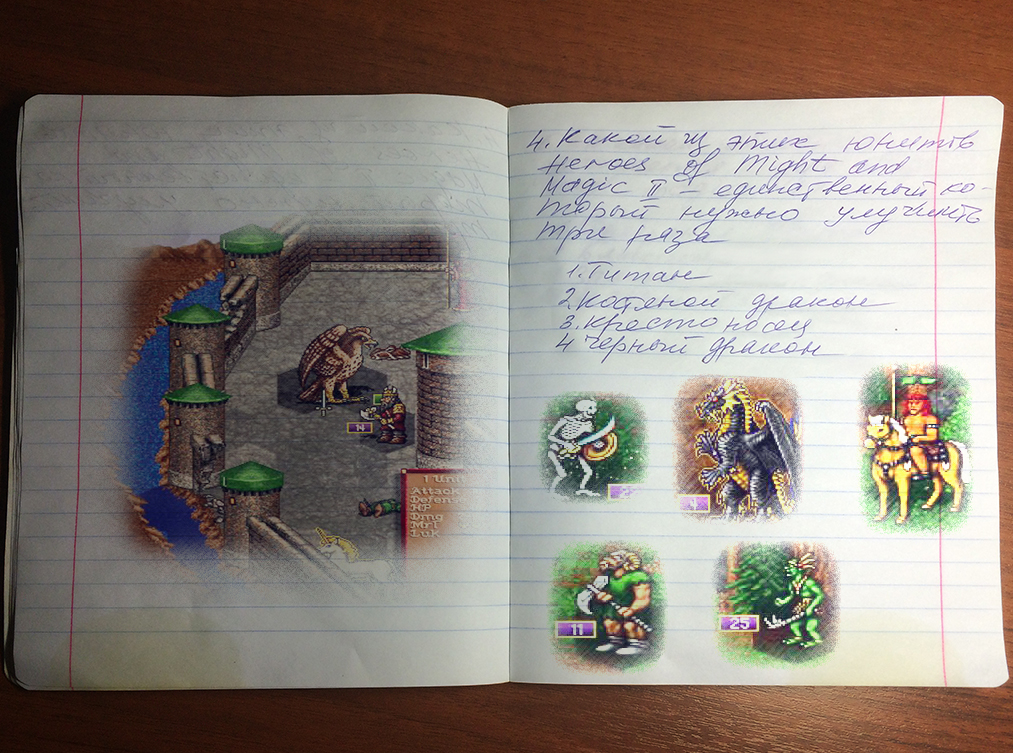 14
1 Unit
Attack
Defense
HP
Dmg
Mrl
Luk
4. Какой из этих юнитов
Heroes of Might and
Magic II – единственный ко-
торый нужно улучшить
три раза
1. Титан
2. Костяной дракон
3. Крестоносец
4 Черный дракон
4
11
25